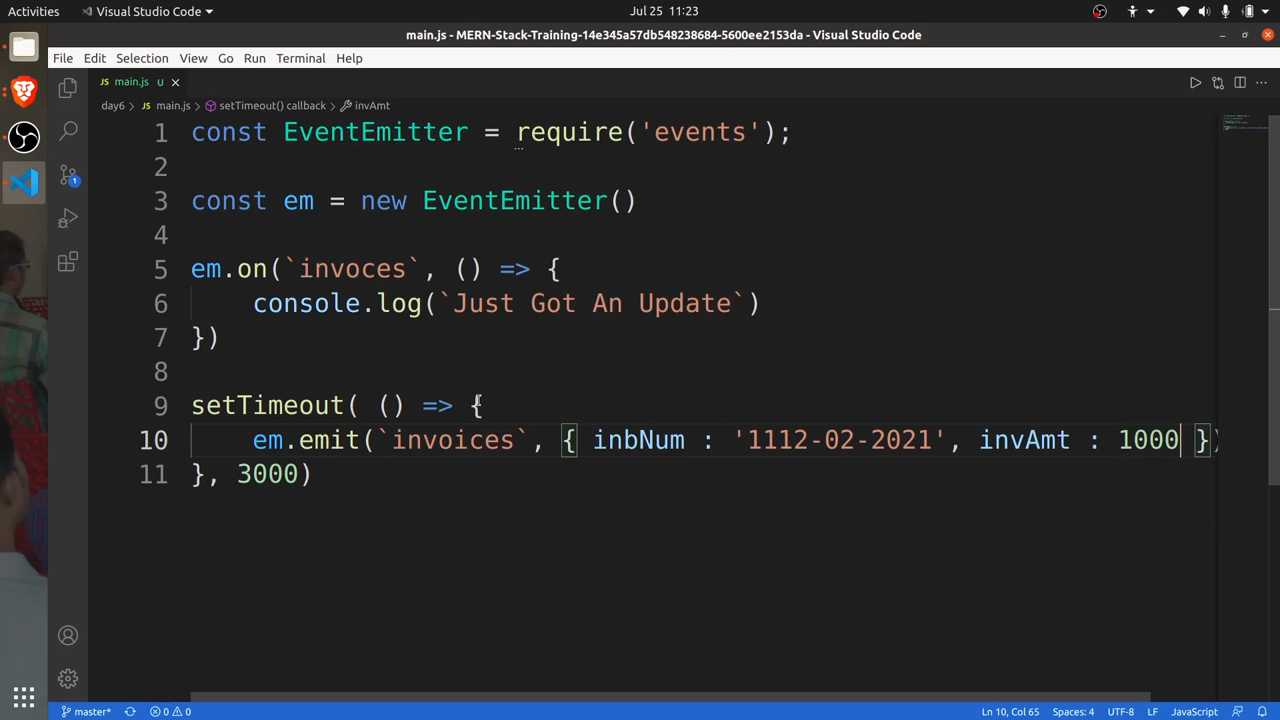 Activities Visual Studio Code Jul 25 11:23
main.js - MERN-Stack-Training-14e345a57db548238684-5600ee2153da - Visual Studio Code
File Edit Selection View Go Run Terminal Help
JS main.js U
day6 > JS main.js > setTimeout() callback > invAmt
1 const EventEmitter = require('events');
2
3 const em = new EventEmitter()
4
5 em.on(`invoces`, () => {
6 console.log(`Just Got An Update`)
7 })
8
9 setTimeout( () => {
10 em.emit(`invoices`, { inbNum : '1112-02-2021', invAmt : 1000 })
11 }, 3000)
1
master* 0 0 Ln 10, Col 65 Spaces: 4 UTF-8 LF JavaScript